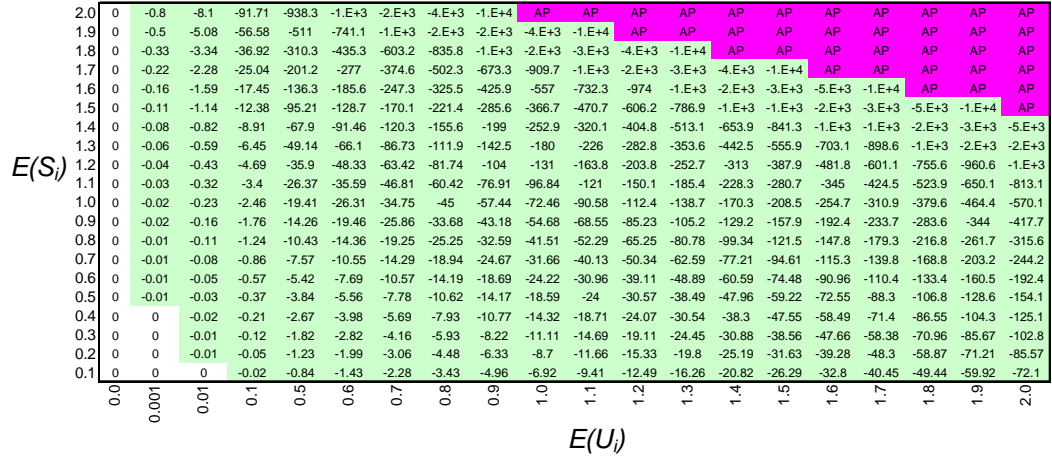 2.0 0 -0.8 -8.1 -91.71 -938.3 -1.E+3 -2.E+3 -4.E+3 -1.E+4 AP AP AP AP AP AP AP AP AP AP AP
1.9 0 -0.5 -5.08 -56.58 -511 -741.1 -1.E+3 -2.E+3 -2.E+3 -4.E+3 -1.E+4 AP AP AP AP AP AP AP AP AP
1.8 0 -0.33 -3.34 -36.92 -310.3 -435.3 -603.2 -835.8 -1.E+3 -2.E+3 -3.E+3 -4.E+3 -1.E+4 AP AP AP AP AP AP AP
1.7 0 -0.22 -2.28 -25.04 -201.2 -277 -374.6 -502.3 -673.3 -909.7 -1.E+3 -2.E+3 -3.E+3 -4.E+3 -1.E+4 AP AP AP AP AP
1.6 0 -0.16 -1.59 -17.45 -136.3 -185.6 -247.3 -325.5 -425.9 -557 -732.3 -974 -1.E+3 -2.E+3 -3.E+3 -5.E+3 -1.E+4 AP AP AP
1.5 0 -0.11 -1.14 -12.38 -95.21 -128.7 -170.1 -221.4 -285.6 -366.7 -470.7 -606.2 -786.9 -1.E+3 -1.E+3 -2.E+3 -3.E+3 -5.E+3 -1.E+4 AP
1.4 0 -0.08 -0.82 -8.91 -67.9 -91.46 -120.3 -155.6 -199 -252.9 -320.1 -404.8 -513.1 -653.9 -841.3 -1.E+3 -1.E+3 -2.E+3 -3.E+3 -5.E+3
1.3 0 -0.06 -0.59 -6.45 -49.14 -66.1 -86.73 -111.9 -142.5 -180 -226 -282.8 -353.6 -442.5 -555.9 -703.1 -898.6 -1.E+3 -2.E+3 -2.E+3
E(Si) 1.2 0 -0.04 -0.43 -4.69 -35.9 -48.33 -63.42 -81.74 -104 -131 -163.8 -203.8 -252.7 -313 -387.9 -481.8 -601.1 -755.6 -960.6 -1.E+3
1.1 0 -0.03 -0.32 -3.4 -26.37 -35.59 -46.81 -60.42 -76.91 -96.84 -121 -150.1 -185.4 -228.3 -280.7 -345 -424.5 -523.9 -650.1 -813.1
1.0 0 -0.02 -0.23 -2.46 -19.41 -26.31 -34.75 -45 -57.44 -72.46 -90.58 -112.4 -138.7 -170.3 -208.5 -254.7 -310.9 -379.6 -464.4 -570.1
0.9 0 -0.02 -0.16 -1.76 -14.26 -19.46 -25.86 -33.68 -43.18 -54.68 -68.55 -85.23 -105.2 -129.2 -157.9 -192.4 -233.7 -283.6 -344 -417.7
0.8 0 -0.01 -0.11 -1.24 -10.43 -14.36 -19.25 -25.25 -32.59 -41.51 -52.29 -65.25 -80.78 -99.34 -121.5 -147.8 -179.3 -216.8 -261.7 -315.6
0.7 0 -0.01 -0.08 -0.86 -7.57 -10.55 -14.29 -18.94 -24.67 -31.66 -40.13 -50.34 -62.59 -77.21 -94.61 -115.3 -139.8 -168.8 -203.2 -244.2
0.6 0 -0.01 -0.05 -0.57 -5.42 -7.69 -10.57 -14.19 -18.69 -24.22 -30.96 -39.11 -48.89 -60.59 -74.48 -90.96 -110.4 -133.4 -160.5 -192.4
0.5 0 -0.01 -0.03 -0.37 -3.84 -5.56 -7.78 -10.62 -14.17 -18.59 -24 -30.57 -38.49 -47.96 -59.22 -72.55 -88.3 -106.8 -128.6 -154.1
0.4 0 0 -0.02 -0.21 -2.67 -3.98 -5.69 -7.93 -10.77 -14.32 -18.71 -24.07 -30.54 -38.3 -47.55 -58.49 -71.4 -86.55 -104.3 -125.1
0.3 0 0 -0.01 -0.12 -1.82 -2.82 -4.16 -5.93 -8.22 -11.11 -14.69 -19.11 -24.45 -30.88 -38.56 -47.66 -58.38 -70.96 -85.67 -102.8
0.2 0 0 -0.01 -0.05 -1.23 -1.99 -3.06 -4.48 -6.33 -8.7 -11.66 -15.33 -19.8 -25.19 -31.63 -39.28 -48.3 -58.87 -71.21 -85.57
0.1 0 0 0 -0.02 -0.84 -1.43 -2.28 -3.43 -4.96 -6.92 -9.41 -12.49 -16.26 -20.82 -26.29 -32.8 -40.45 -49.44 -59.92 -72.1
0.0 0.001 0.01 0.1 0.5 0.6 0.7 0.8 0.9 1.0 1.1 1.2 1.3 1.4 1.5 1.6 1.7 1.8 1.9 2.0
E(Ui)